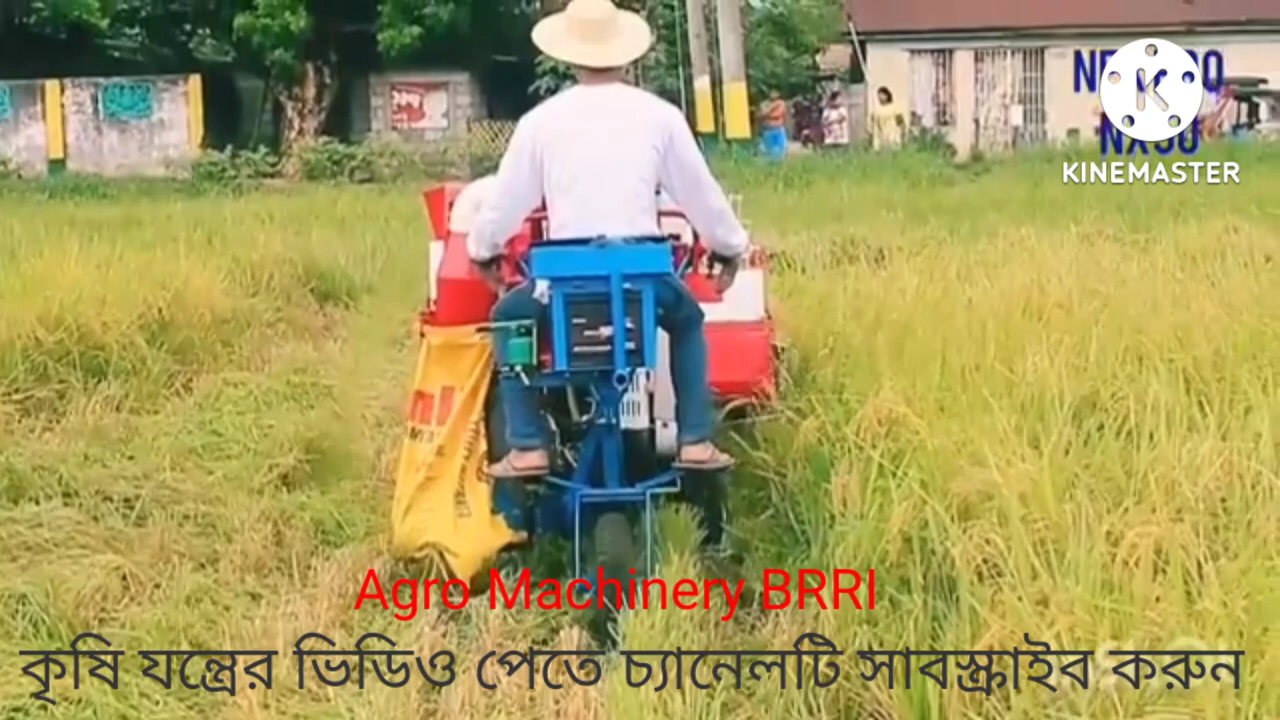 K
KINEMASTER
Agro Machinery BRRI
কৃষি যন্ত্রের ভিডিও পেতে চ্যানেলটি সাবস্ক্রাইব করুন